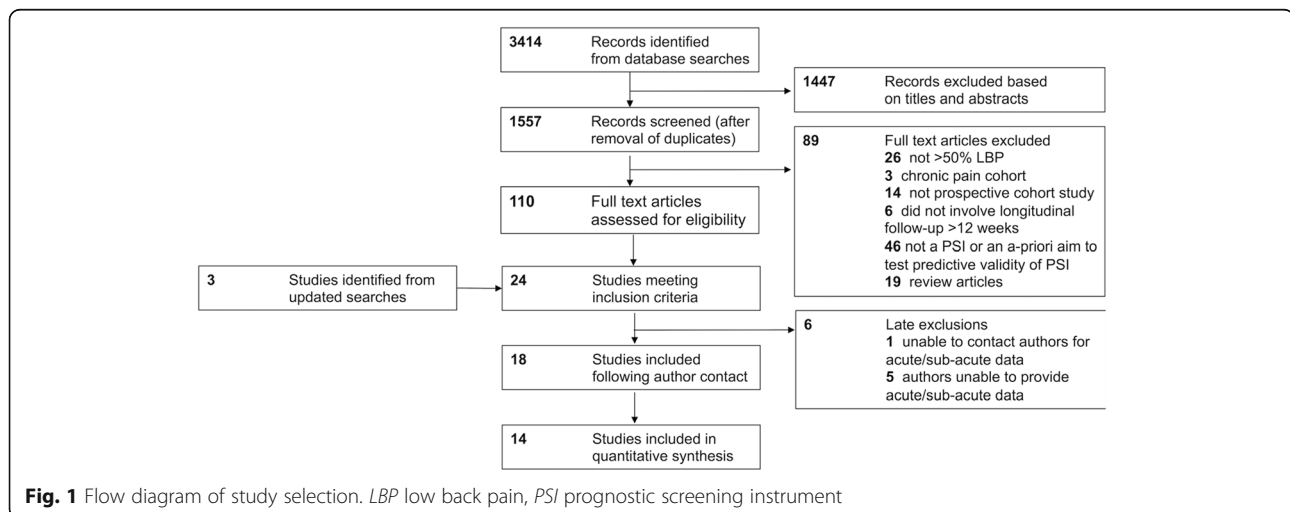 3414 Records identified
from database searches
1447 Records excluded based
on titles and abstracts
1557 Records screened (after
removal of duplicates)
89 Full text articles excluded
26 not >50% LBP
3 chronic pain cohort
14 not prospective cohort study
6 did not involve longitudinal
follow-up >12 weeks
46 not a PSI or an a-priori aim to
test predictive validity of PSI
19 review articles
110 Full text articles
assessed for eligibility
3 Studies identified from
updated searches
24 Studies meeting
inclusion criteria
6 Late exclusions
1 unable to contact authors for
acute/sub-acute data
5 authors unable to provide
acute/sub-acute data
18 Studies included
following author contact
14 Studies included in
quantitative synthesis
Fig. 1 Flow diagram of study selection. LBP low back pain, PSI prognostic screening instrument